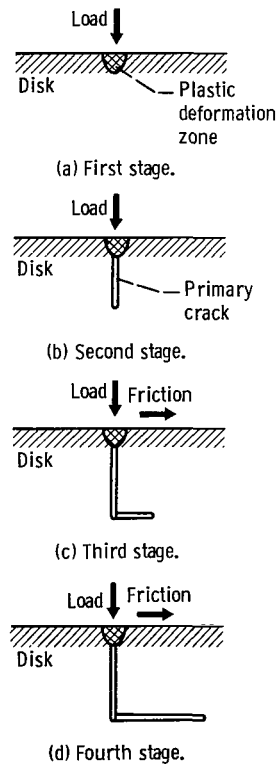 Load
Disk
Plastic
deformation
zone
(a) First stage.
Load
Disk
Primary
crack
(b) Second stage.
Load Friction
Disk
(c) Third stage.
Load Friction
Disk
(d) Fourth stage.